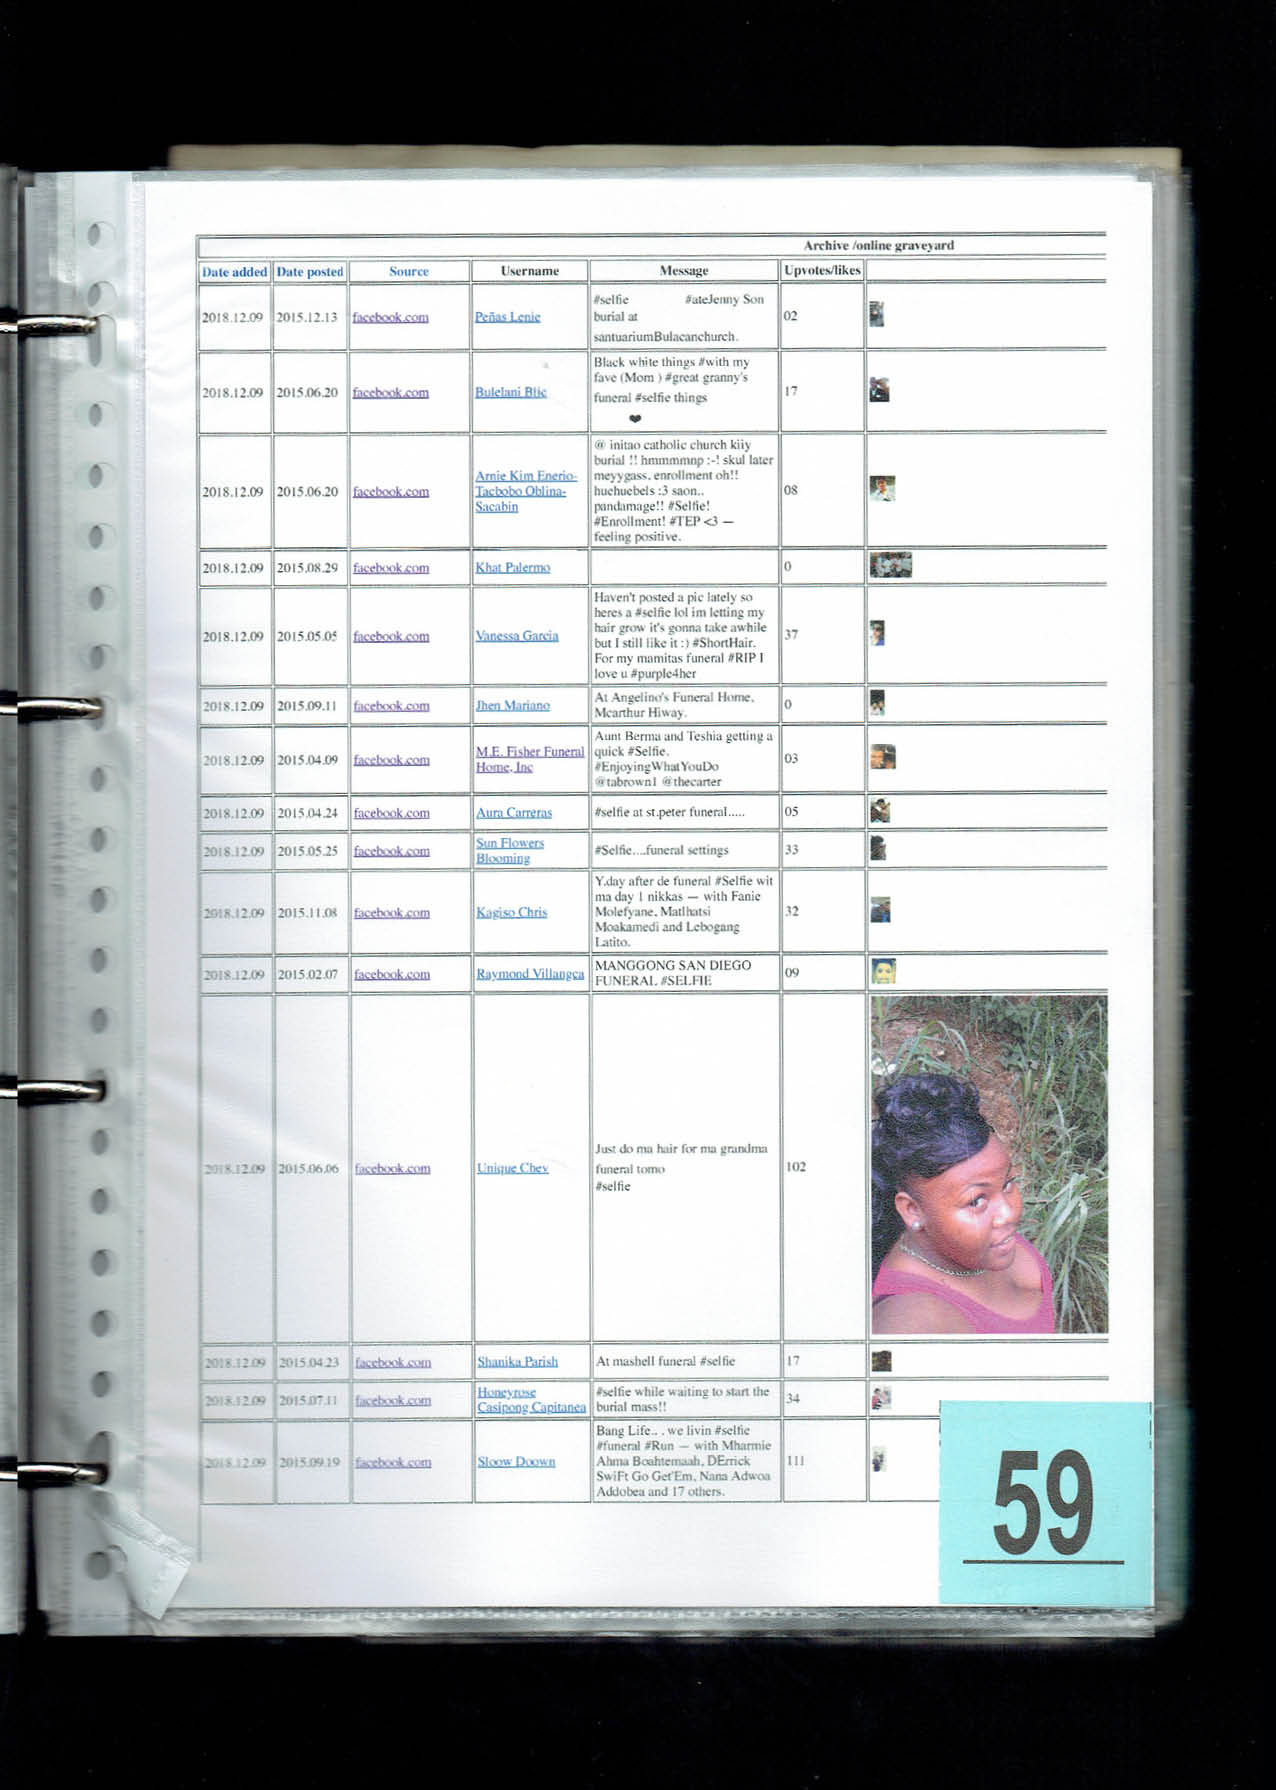 Archive /online graveyard
Date added Date posted Source Username Message Upvotes/likes
2018.12.09 2015.12.13 facebook.com Peñas Lenie #selfie #ateJenny Son
burial at
santuariumBulacanchurch. 02
2018.12.09 2015.06.20 facebook.com Bulelani Blic Black white things #with my
fave (Mom ) #great granny's
funeral #selfie things
❤ 17
2018.12.09 2015.06.20 facebook.com Arnie Kim Enerio-
Tacbobo Oblina-
Sacabin @ initao catholic church kiiy
burial !! hmmmmnp :-! skul later
meyygass. enrollment oh!!
huehuebels :3 saon..
pandamage!! #Selfie!
#Enrollment! #TEP <3 —
feeling positive. 08
2018.12.09 2015.08.29 facebook.com Khat Palermo 0
2018.12.09 2015.05.05 facebook.com Vanessa Garcia Haven't posted a pic lately so
heres a #selfie lol im letting my
hair grow it's gonna take awhile
but I still like it :) #ShortHair.
For my mamitas funeral #RIP I
love u #purple4her 37
2018.12.09 2015.09.11 facebook.com Jhen Mariano At Angelino's Funeral Home,
Mcarthur Hiway. 0
2018.12.09 2015.04.09 facebook.com M.E. Fisher Funeral
Home, Inc Aunt Berma and Teshia getting a
quick #Selfie.
#EnjoyingWhatYouDo
@tabrown1 @thecarter 03
2018.12.09 2015.04.24 facebook.com Aura Carreras #selfie at st.peter funeral..... 05
2018.12.09 2015.05.25 facebook.com Sun Flowers
Blooming #Selfie....funeral settings 33
2018.12.09 2015.11.08 facebook.com Kagiso Chris Y.day after de funeral #Selfie wit
ma day 1 nikkas — with Fanie
Molefyane, Matlhatsi
Moakamedi and Lebogang
Latito. 32
2018.12.09 2015.02.07 facebook.com Raymond Villangca MANGGONG SAN DIEGO
FUNERAL #SELFIE 09
2018.12.09 2015.06.06 facebook.com Unique Chev Just do ma hair for ma grandma
funeral tomo
#selfie 102
2018.12.09 2015.04.23 facebook.com Shanika Parish At mashell funeral #selfie 17
2018.12.09 2015.07.11 facebook.com Honeyrose
Casipong Capitanea #selfie while waiting to start the
burial mass!! 34
2018.12.09 2015.09.19 facebook.com Sloow Doown Bang Life.. . we livin #selfie
#funeral #Run — with Mharmie
Ahma Boahtemaah, DErrick
SwiFt Go Get'Em, Nana Adwoa
Addobea and 17 others. 111
59